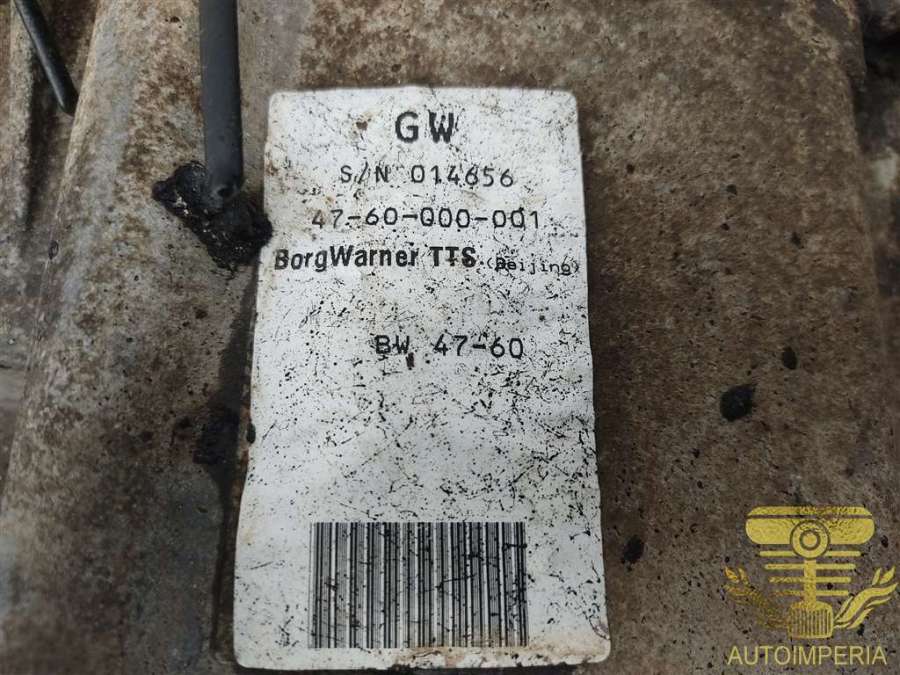 GW
S/N 014656
47-60-000-001
BorgWarner TTS (Beijing)
BW 47-60
AUTOIMPERIA